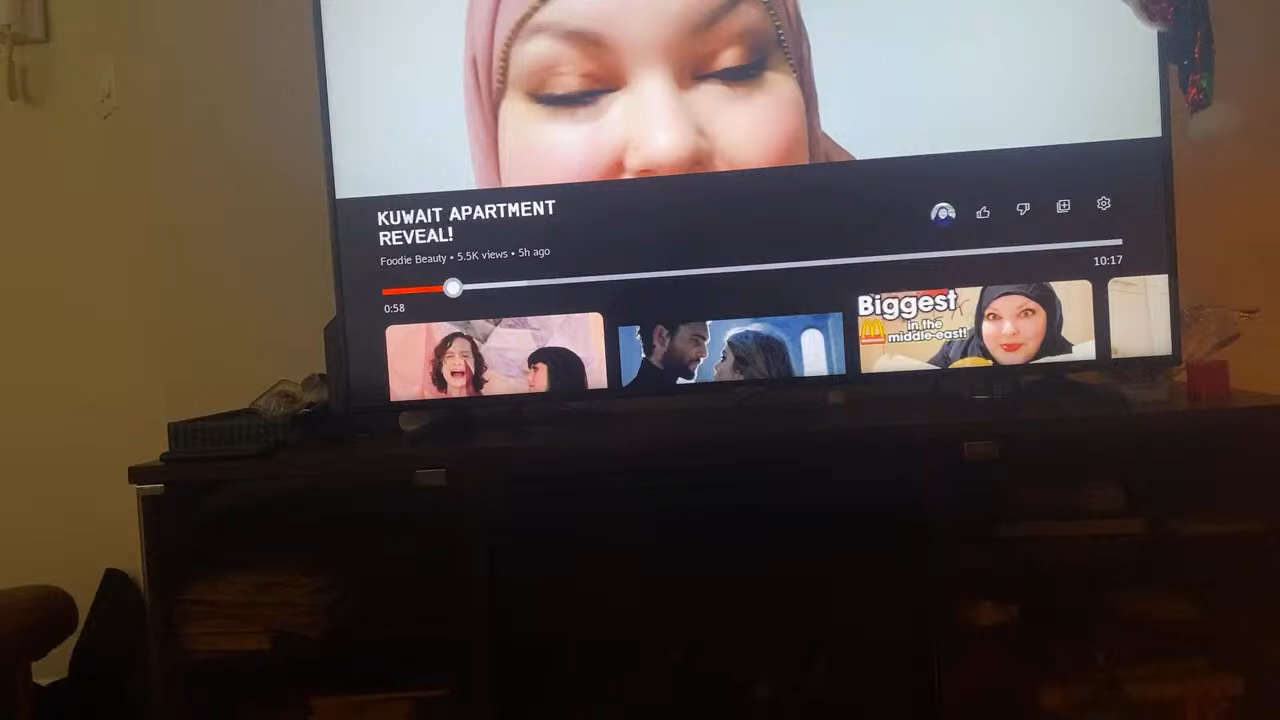 KUWAIT APARTMENT
REVEAL!
Foodie Beauty • 5.5K views • 5h ago
0:58
10:17
Biggest
in the
middle-east!!